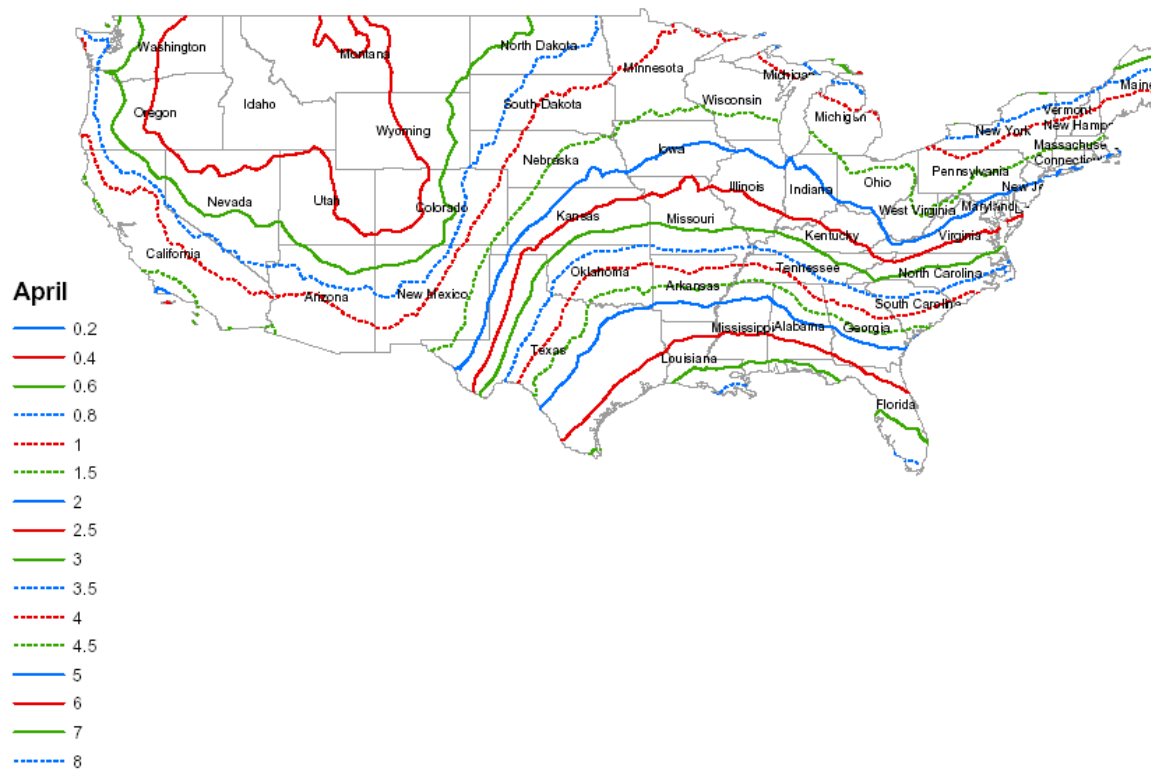 Washington
Montana
North Dakota
Minnesota
Michigan
Maine
Oregon
Idaho
Wyoming
South Dakota
Wisconsin
Michigan
New York
Vermont
New Hamp
Nebraska
Iowa
Massachuse
Connectic
Pennsylvania
Ohio
Nevada
Utah
Colorado
Kansas
Illinois
Indiana
New J
Maryland
West Virginia
Missouri
Kentucky
Virginia
California
Arizona
New Mexico
Oklahoma
Arkansas
Tennessee
North Carolina
South Carolina
Texas
Louisiana
Mississippi
Alabama
Georgia
Florida
April
0.2
0.4
0.6
0.8
1
1.5
2
2.5
3
3.5
4
4.5
5
6
7
8